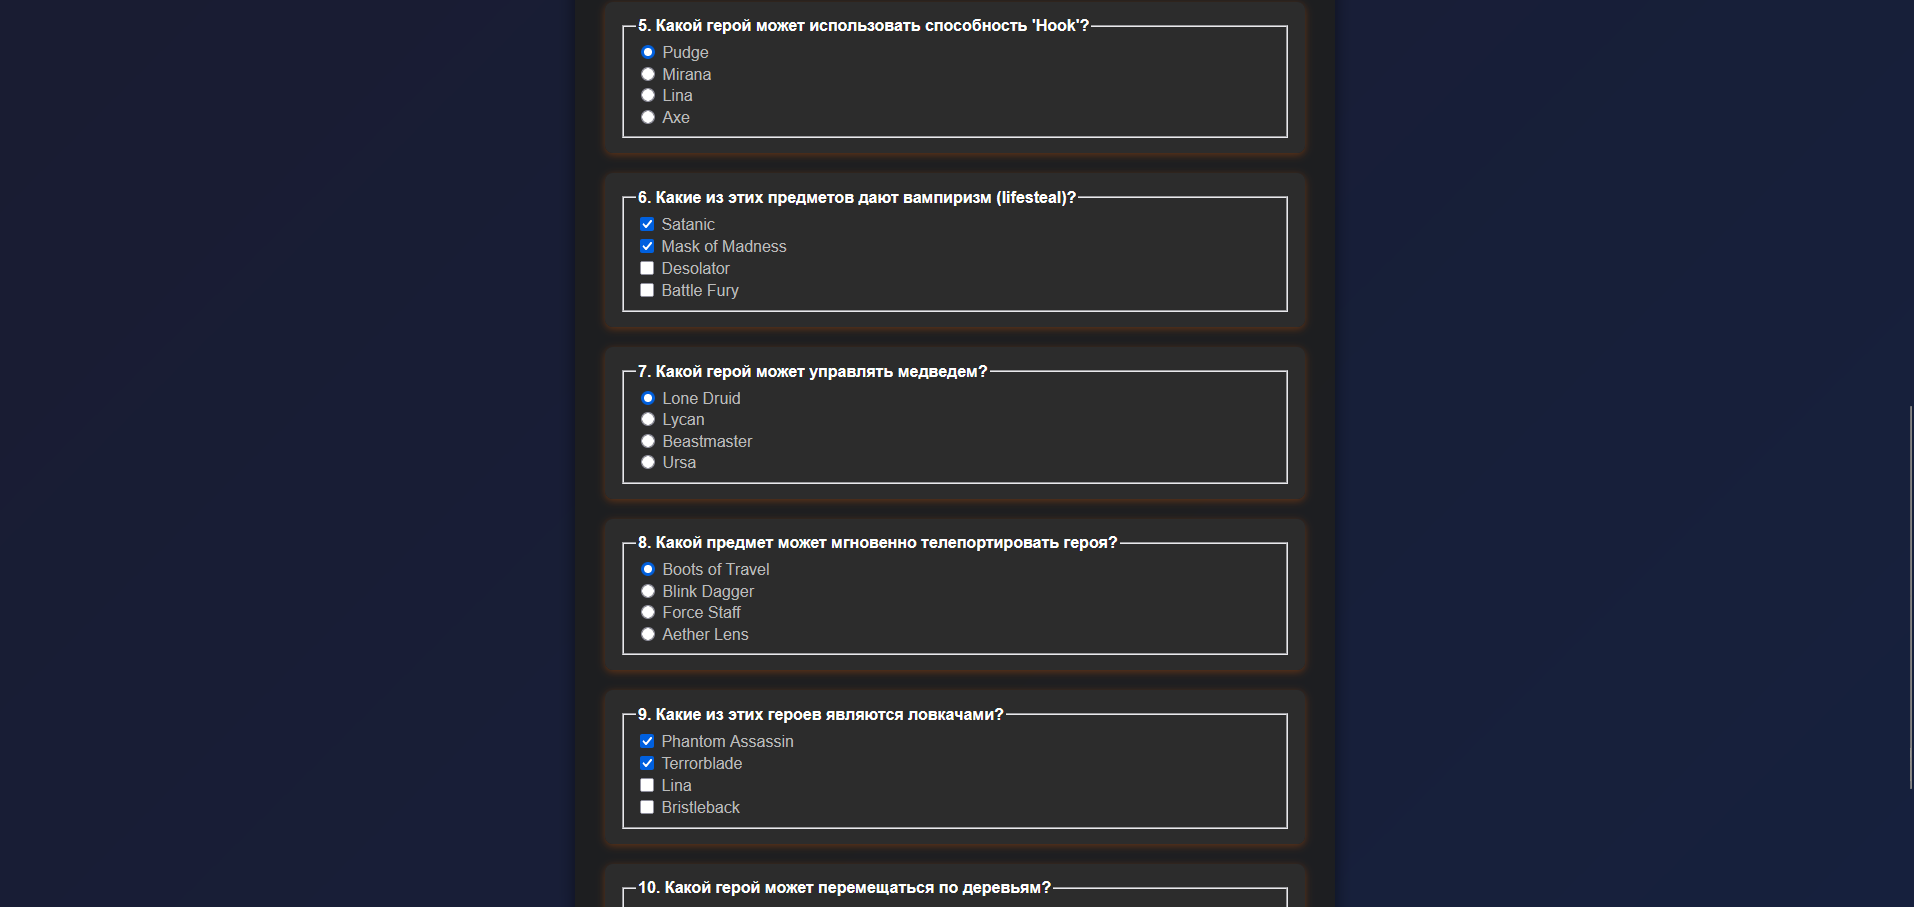 5. Какой герой может использовать способность 'Hook'?
Pudge
Mirana
Lina
Axe
6. Какие из этих предметов дают вампиризм (lifesteal)?
Satanic
Mask of Madness
Desolator
Battle Fury
7. Какой герой может управлять медведем?
Lone Druid
Lycan
Beastmaster
Ursa
8. Какой предмет может мгновенно телепортировать героя?
Boots of Travel
Blink Dagger
Force Staff
Aether Lens
9. Какие из этих героев являются ловкачами?
Phantom Assassin
Terrorblade
Lina
Bristleback
10. Какой герой может перемещаться по деревьям?